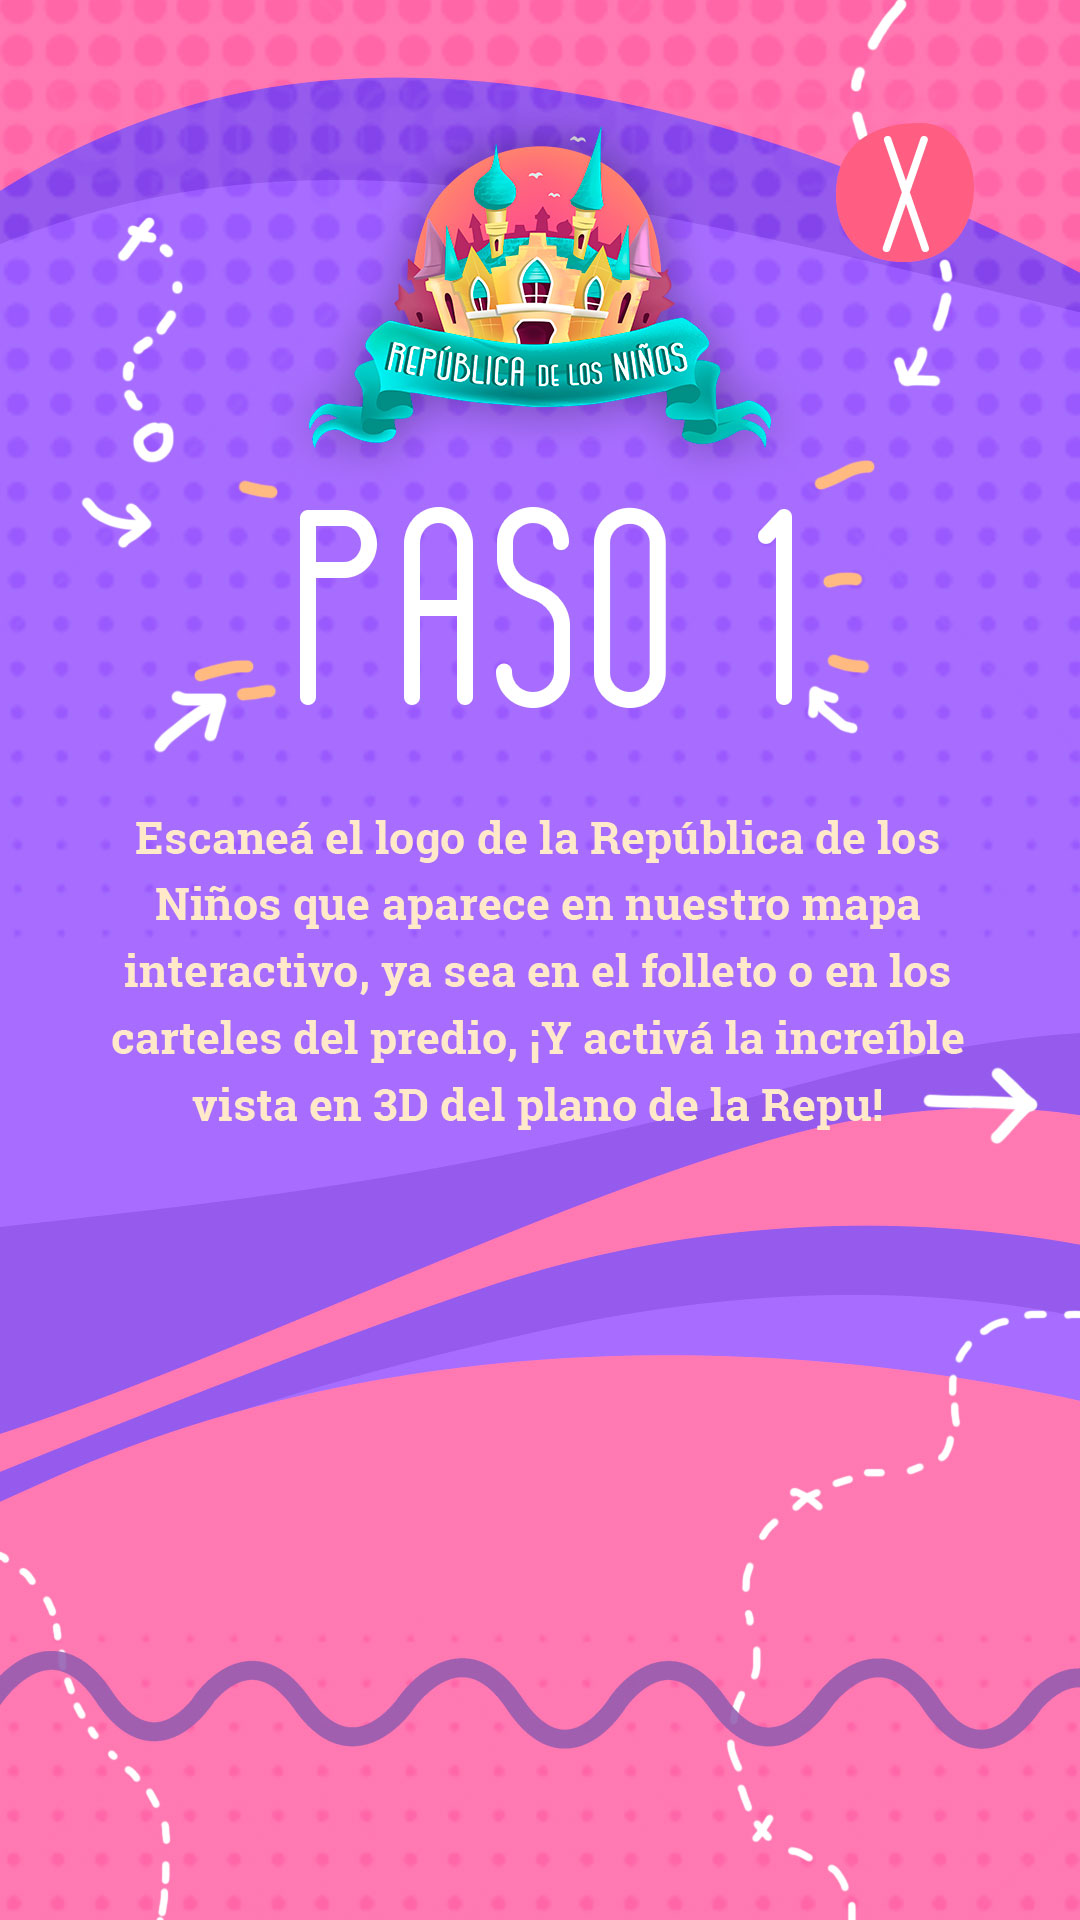 X
REPÚBLICA DE LOS NIÑOS
PASO 1
Escaneá el logo de la República de los
Niños que aparece en nuestro mapa
interactivo, ya sea en el folleto o en los
carteles del predio, ¡Y activá la increíble
vista en 3D del plano de la Repu!